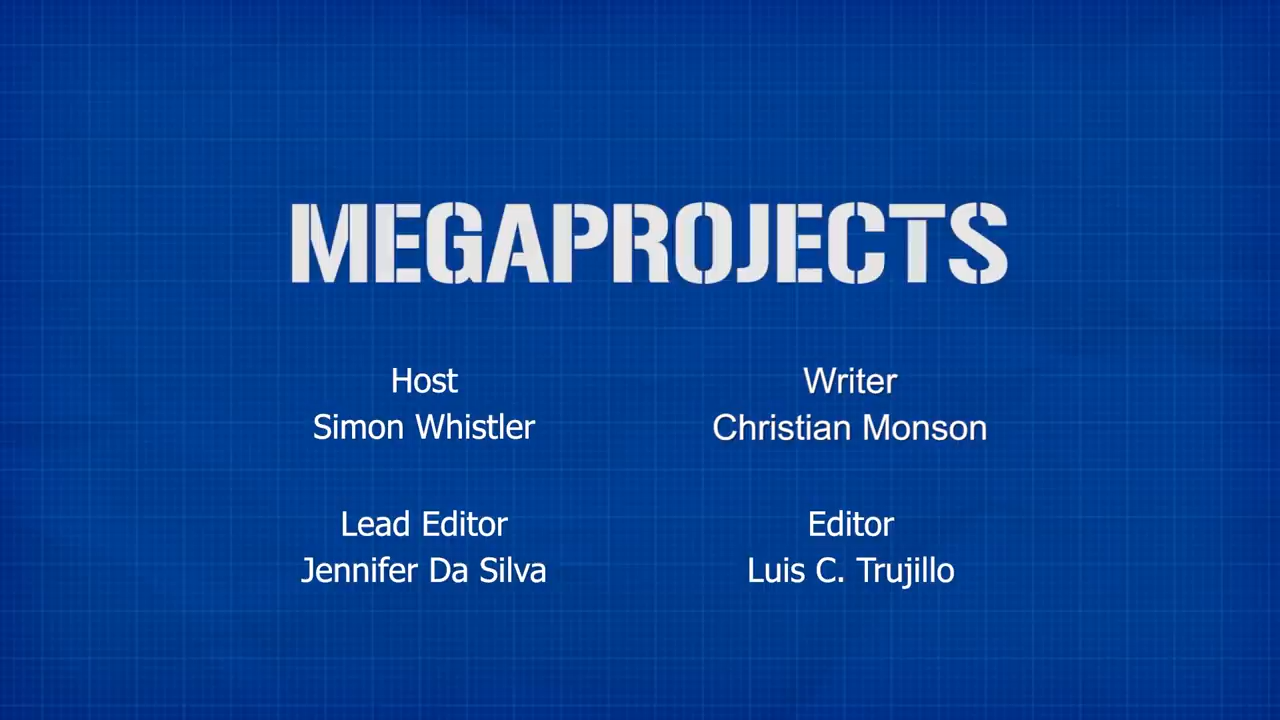 MEGAPROJECTS
Host
Simon Whistler
Writer
Christian Monson
Lead Editor
Jennifer Da Silva
Editor
Luis C. Trujillo